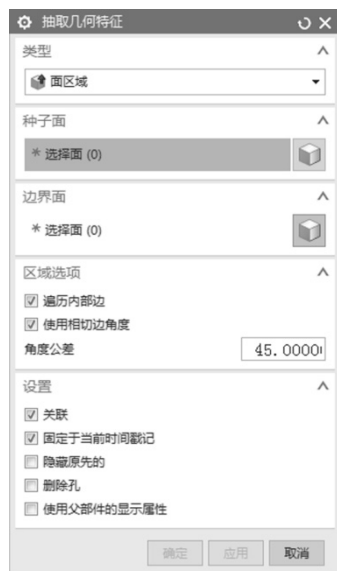 抽取几何特征
类型
面区域
种子面
* 选择面 (0)
边界面
* 选择面 (0)
区域选项
遍历内部边
使用相切边角度
角度公差 45.0000
设置
关联
固定于当前时间戳记
隐藏原先的
删除孔
使用父部件的显示属性
确定 应用 取消